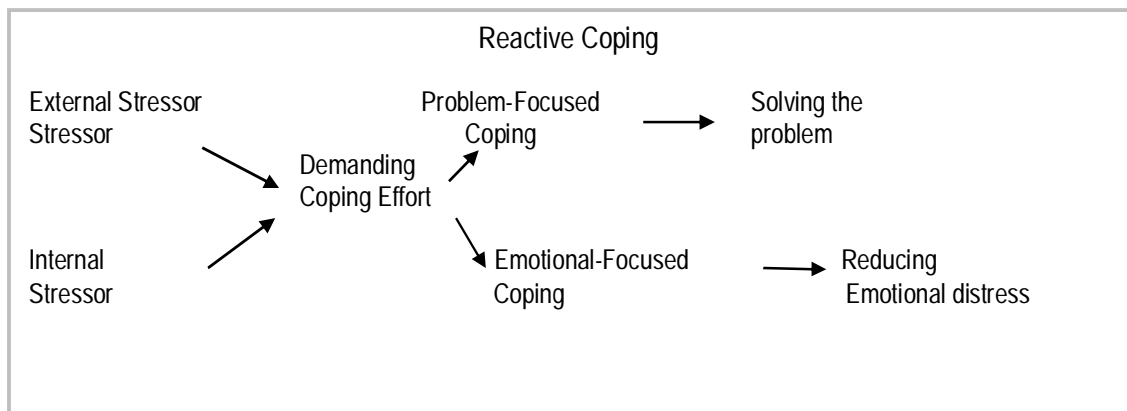 Reactive Coping
External Stressor
Stressor
Problem-Focused
Coping
Solving the
problem
Demanding
Coping Effort
Internal
Stressor
Emotional-Focused
Coping
Reducing
Emotional distress